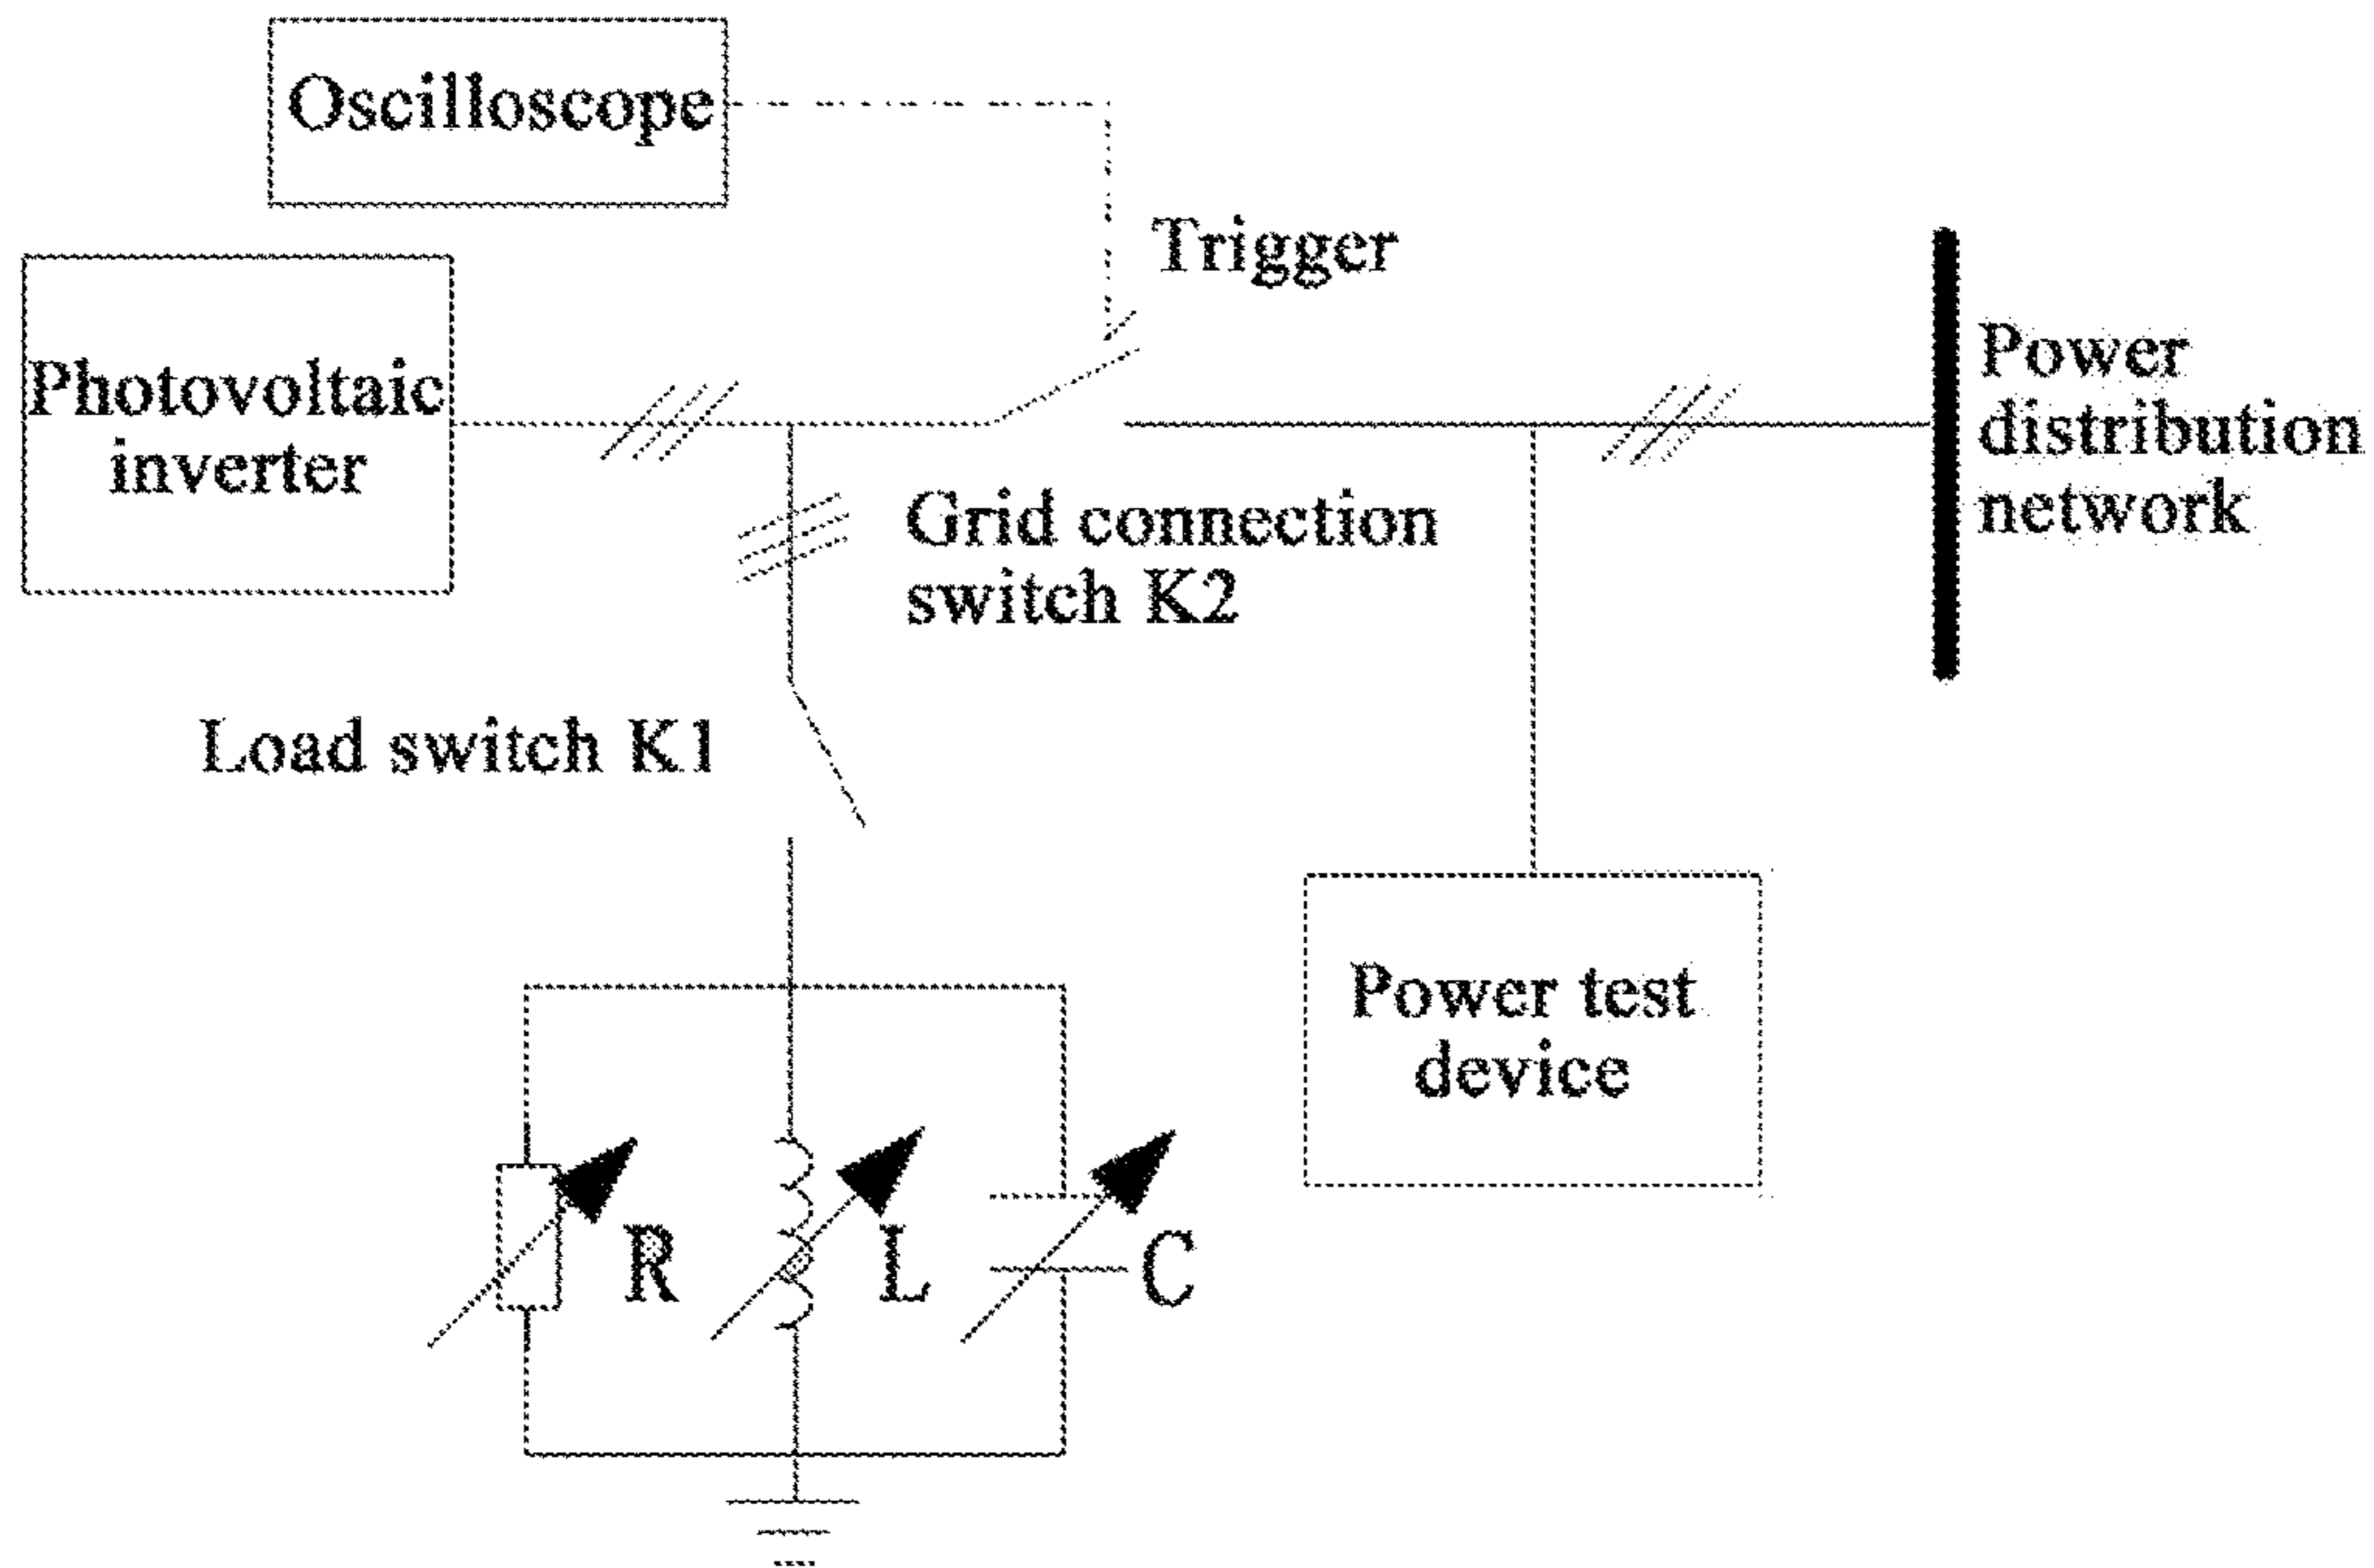 Oscilloscope
Trigger
Photovoltaic
inverter
Power
distribution
network
Grid connection
switch K2
Load switch K1
Power test
device
R
L
C